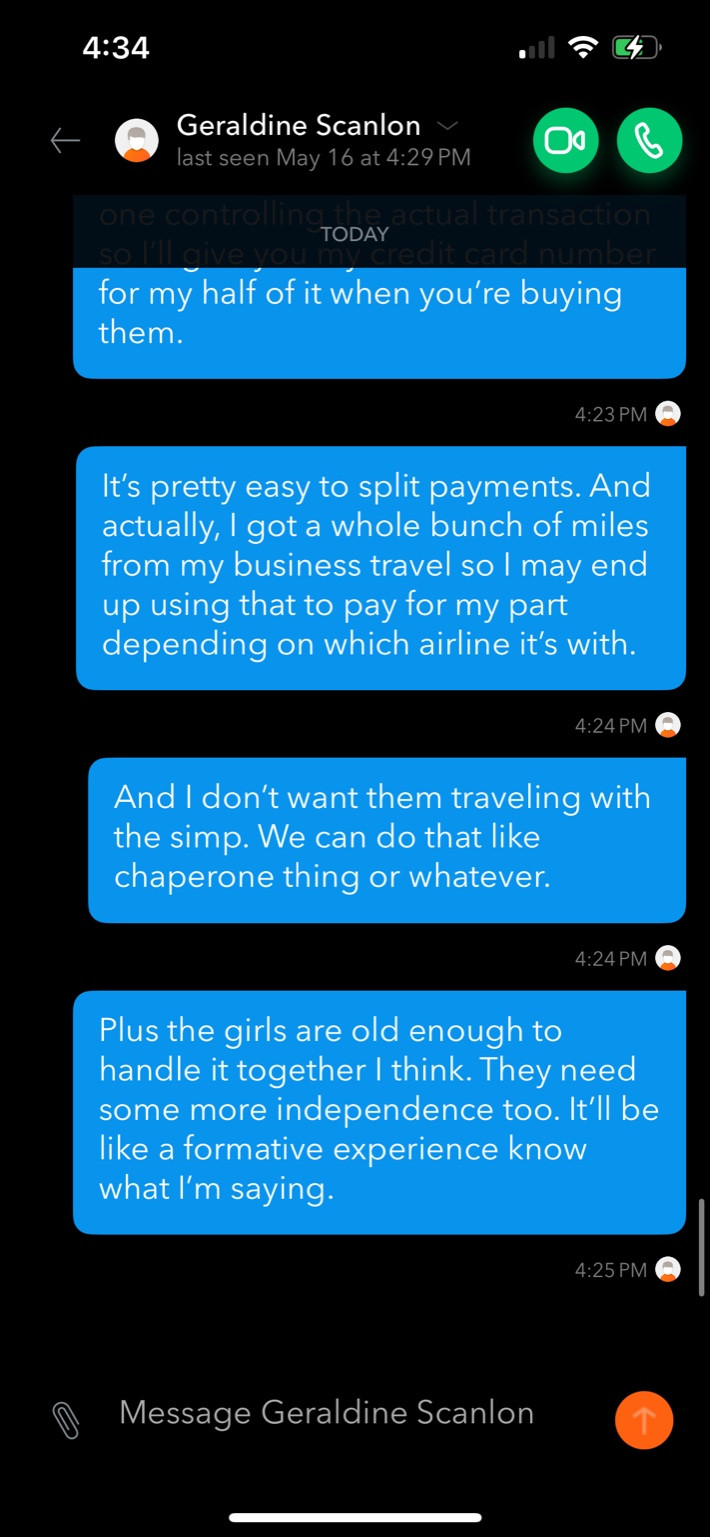 4:34
Geraldine Scanlon
last seen May 16 at 4:29 PM
one controlling the actual transaction
TODAY
so I'll give you my credit card number
for my half of it when you're buying
them.
4:23 PM
It's pretty easy to split payments. And
actually, I got a whole bunch of miles
from my business travel so I may end
up using that to pay for my part
depending on which airline it's with.
4:24 PM
And I don't want them traveling with
the simp. We can do that like
chaperone thing or whatever.
4:24 PM
Plus the girls are old enough to
handle it together I think. They need
some more independence too. It'll be
like a formative experience know
what I'm saying.
4:25 PM
Message Geraldine Scanlon